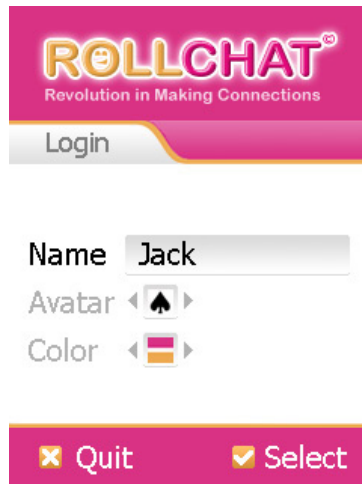 ROLLCHAT©
Revolution in Making Connections
Login
Name Jack
Avatar
Color
Quit Select